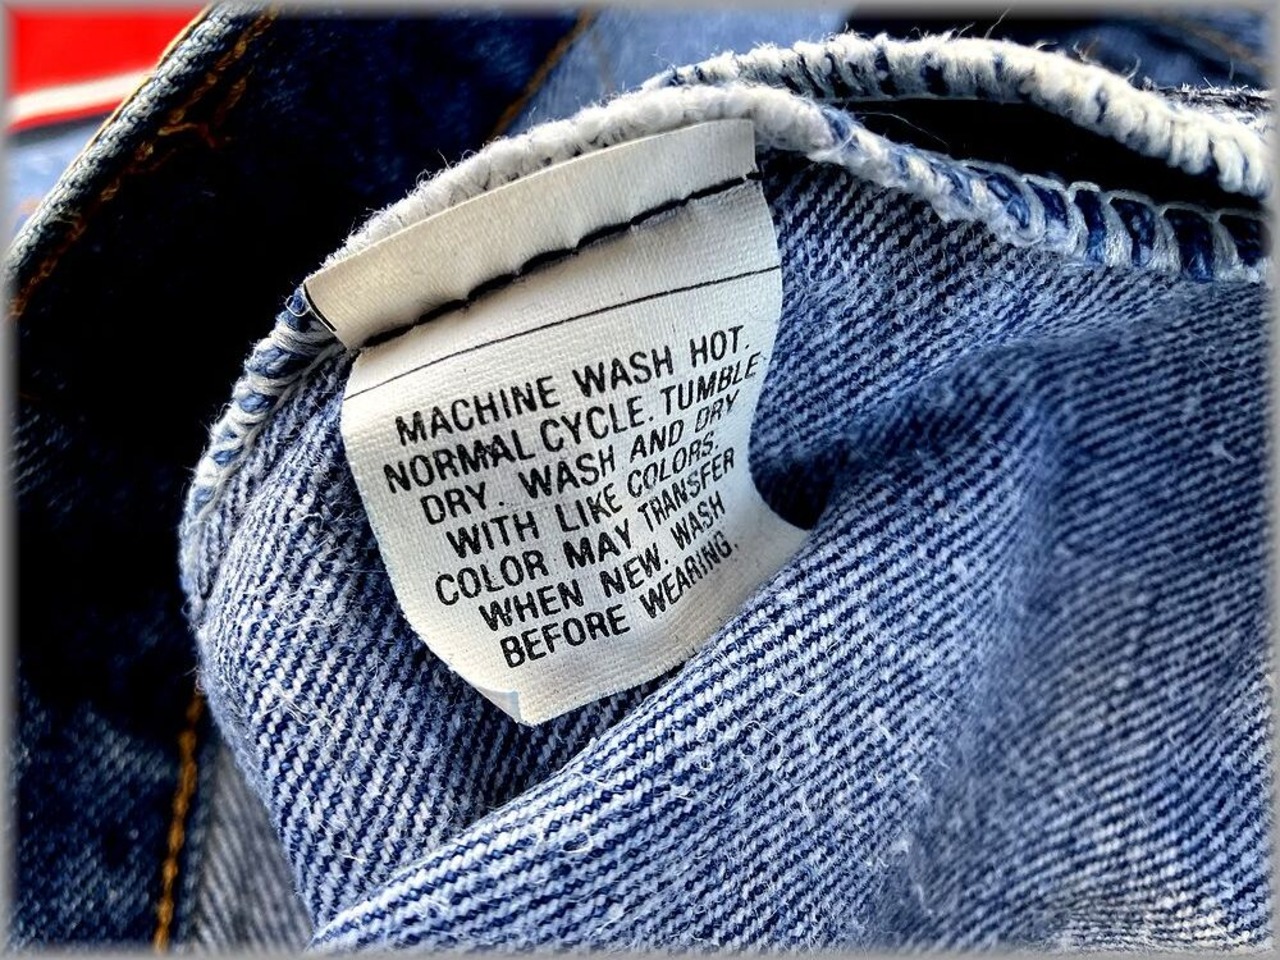 MACHINE WASH HOT.
NORMAL CYCLE. TUMBLE
DRY. WASH AND DRY
WITH LIKE COLORS.
COLOR MAY TRANSFER
WHEN NEW. WASH
BEFORE WEARING.